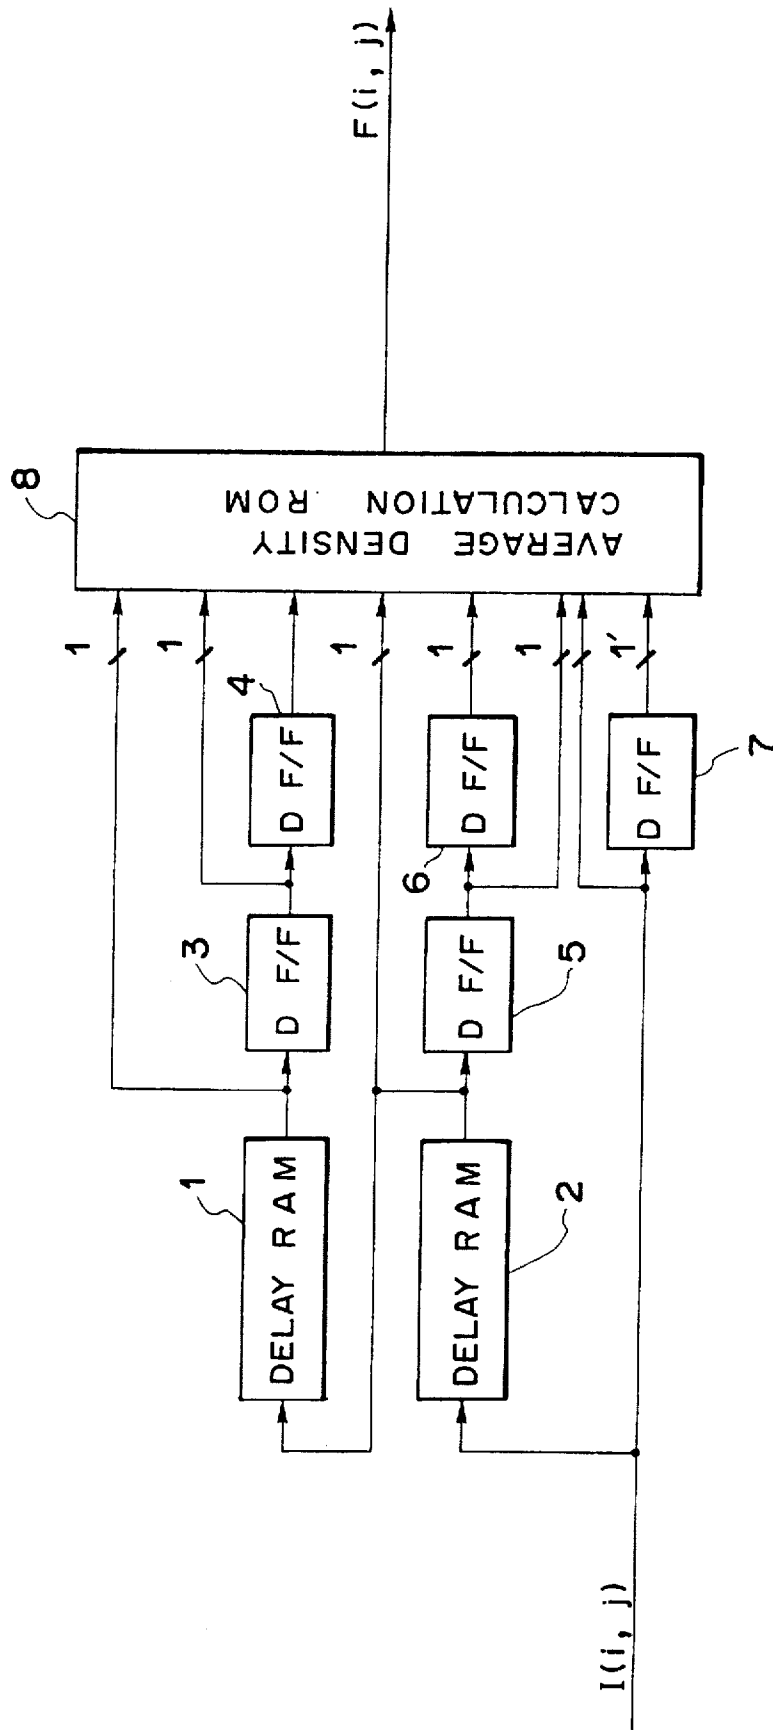 F(i, j)
8
AVERAGE DENSITY
CALCULATION ROM
1
1
1
1
1
1'
4
D F/F
6
D F/F
D F/F
7
3
D F/F
D F/F
5
1
DELAY RAM
DELAY RAM
2
I(i, j)